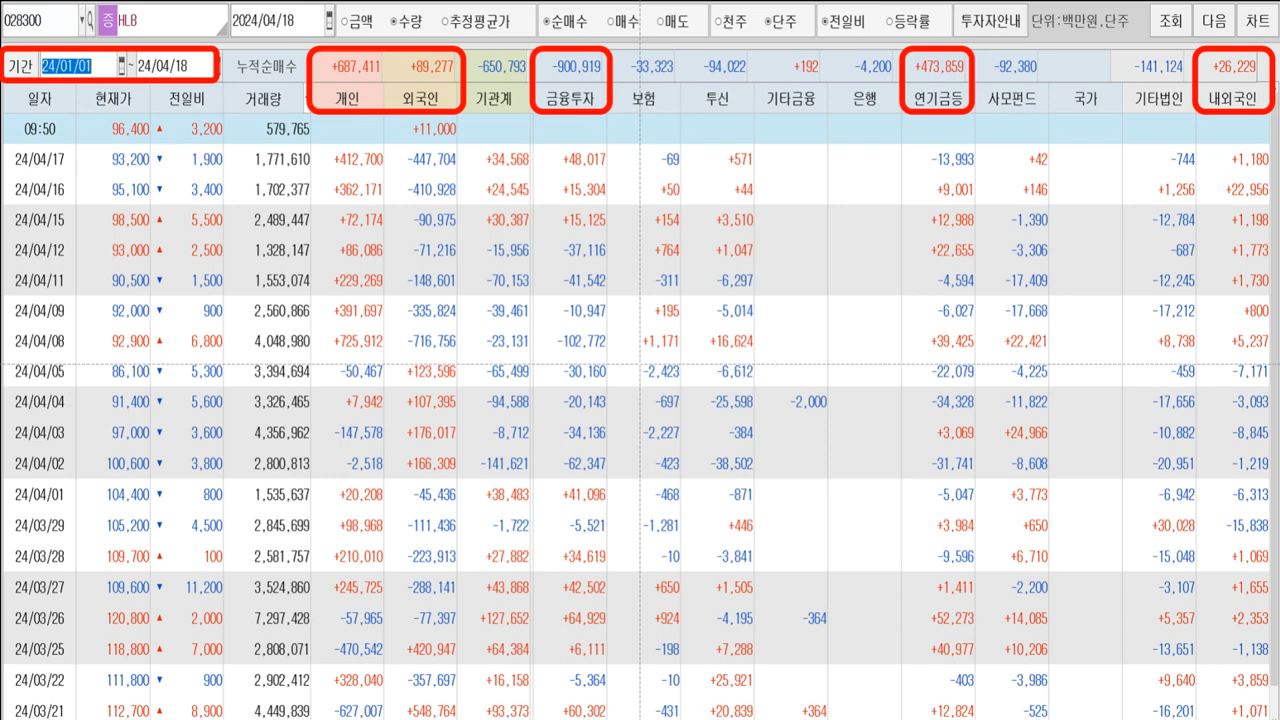 028300 증 HLB 2024/04/18 금액 수량 추정평균가 순매수 매수 매도 천주 단주 전일비 등락률 투자자안내 단위:백만원,단주 조회 다음 차트
기간 24/01/01 ~ 24/04/18 누적순매수 +687,411 +89,277 -650,793 -900,919 -33,323 -94,022 +192 -4,200 +473,859 -92,380 -141,124 +26,229
일자 현재가 전일비 거래량 개인 외국인 기관계 금융투자 보험 투신 기타금융 은행 연기금등 사모펀드 국가 기타법인 내외국인
09:50 96,400 ▲ 3,200 579,765 +11,000
24/04/17 93,200 ▼ 1,900 1,771,610 +412,700 -447,704 +34,568 +48,017 -69 +571 -13,993 +42 -744 +1,180
24/04/16 95,100 ▼ 3,400 1,702,377 +362,171 -410,928 +24,545 +15,304 +50 +44 +9,001 +146 +1,256 +22,956
24/04/15 98,500 ▲ 5,500 2,489,447 +72,174 -90,975 +30,387 +15,125 +154 +3,510 +12,988 -1,390 -12,784 +1,198
24/04/12 93,000 ▲ 2,500 1,328,147 +86,086 -71,216 -15,956 -37,116 +764 +1,047 +22,655 -3,306 -687 +1,773
24/04/11 90,500 ▼ 1,500 1,553,074 +229,269 -148,601 -70,153 -41,542 -311 -6,297 -4,594 -17,409 -12,245 +1,730
24/04/09 92,000 ▼ 900 2,560,866 +391,697 -335,824 -39,461 -10,947 +195 -5,014 -6,027 -17,668 -17,212 +800
24/04/08 92,900 ▲ 6,800 4,048,980 +725,912 -716,756 -23,131 -102,772 +1,171 +16,624 +39,425 +22,421 +8,738 +5,237
24/04/05 86,100 ▼ 5,300 3,394,694 -50,467 +123,596 -65,499 -30,160 -2,423 -6,612 -22,079 -4,225 -459 -7,171
24/04/04 91,400 ▼ 5,600 3,326,465 +7,942 +107,395 -94,588 -20,143 -697 -25,598 -2,000 -34,328 -11,822 -17,656 -3,093
24/04/03 97,000 ▼ 3,600 4,356,962 -147,578 +176,017 -8,712 -34,136 -2,227 -384 +3,069 +24,966 -10,882 -8,845
24/04/02 100,600 ▼ 3,800 2,800,813 -2,518 +166,309 -141,621 -62,347 -423 -38,502 -31,741 -8,608 -20,951 -1,219
24/04/01 104,400 ▼ 800 1,535,637 +20,208 -45,436 +38,483 +41,096 -468 -871 -5,047 +3,773 -6,942 -6,313
24/03/29 105,200 ▼ 4,500 2,845,699 +98,968 -111,436 -1,722 -5,521 -1,281 +446 +3,984 +650 +30,028 -15,838
24/03/28 109,700 ▲ 100 2,581,757 +210,010 -223,913 +27,882 +34,619 -10 -3,841 -9,596 +6,710 -15,048 +1,069
24/03/27 109,600 ▼ 11,200 3,524,860 +245,725 -288,141 +43,868 +42,502 +650 +1,505 +1,411 -2,200 -3,107 +1,655
24/03/26 120,800 ▲ 2,000 7,297,428 -57,965 -77,397 +127,652 +64,929 +924 -4,195 -364 +52,273 +14,085 +5,357 +2,353
24/03/25 118,800 ▲ 7,000 2,808,071 -470,542 +420,947 +64,384 +6,111 -198 +7,288 +40,977 +10,206 -13,651 -1,138
24/03/22 111,800 ▼ 900 2,902,412 +328,040 -357,697 +16,158 -5,364 -10 +25,921 -403 -3,986 +9,640 +3,859
24/03/21 112,700 ▲ 8,900 4,449,839 -627,007 +548,764 +93,373 +60,302 -431 +20,839 +364 +12,824 -525 -16,201 +1,071